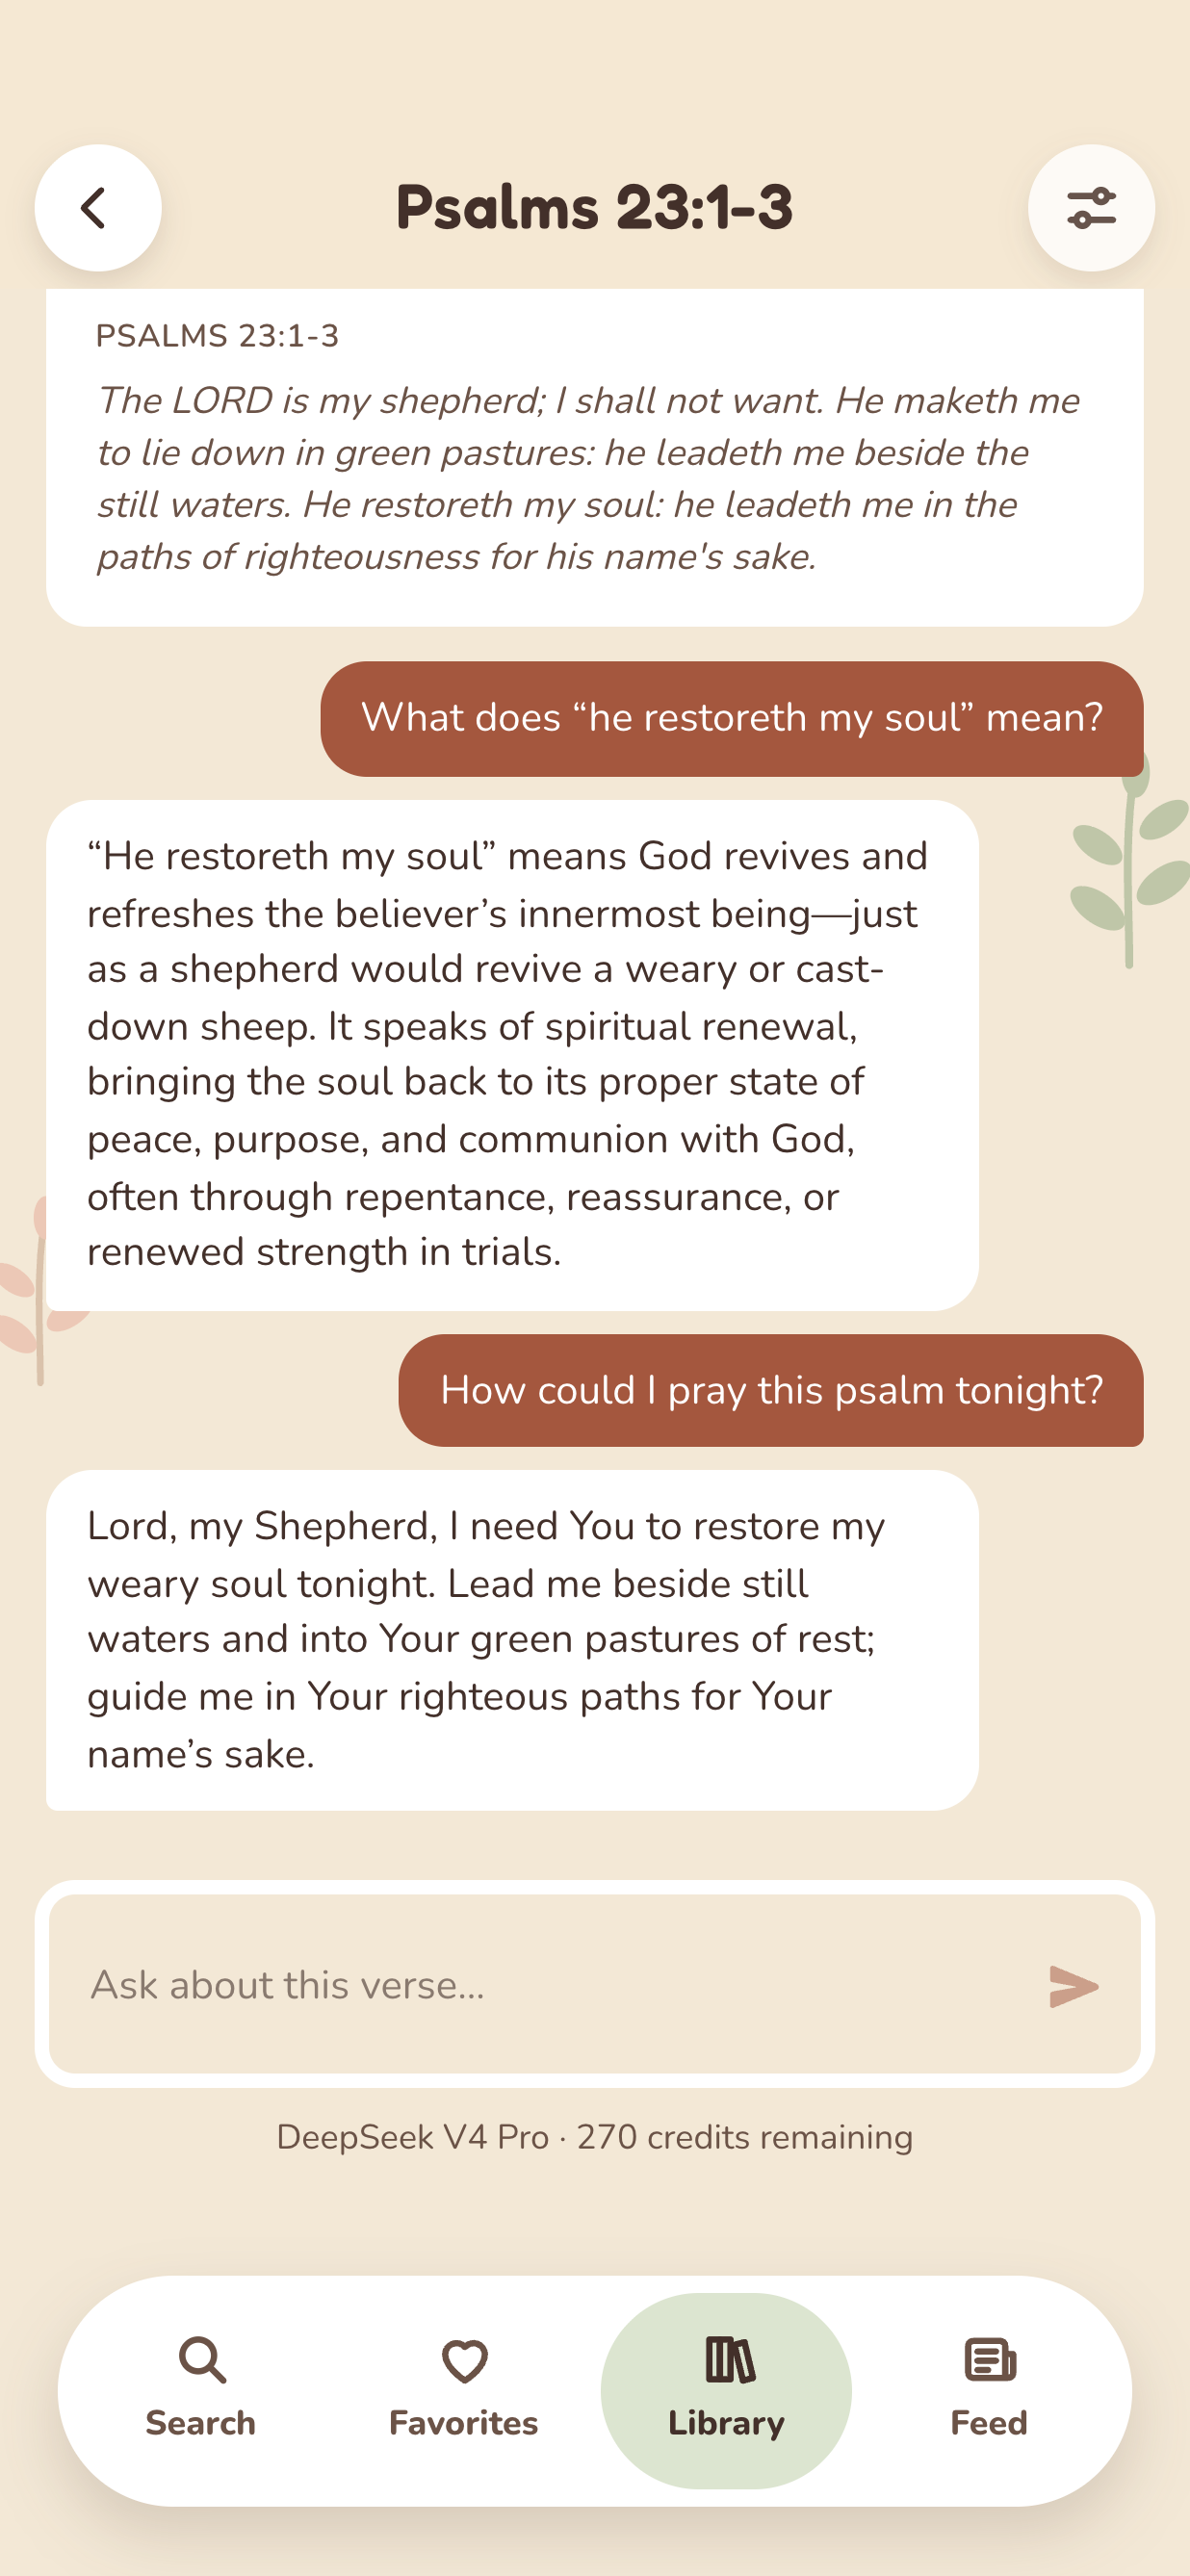 Psalms 23:1-3
PSALMS 23:1-3
The LORD is my shepherd; I shall not want. He maketh me
to lie down in green pastures: he leadeth me beside the
still waters. He restoreth my soul: he leadeth me in the
paths of righteousness for his name's sake.
What does “he restoreth my soul” mean?
“He restoreth my soul” means God revives and
refreshes the believer’s innermost being—just
as a shepherd would revive a weary or cast-
down sheep. It speaks of spiritual renewal,
bringing the soul back to its proper state of
peace, purpose, and communion with God,
often through repentance, reassurance, or
renewed strength in trials.
How could I pray this psalm tonight?
Lord, my Shepherd, I need You to restore my
weary soul tonight. Lead me beside still
waters and into Your green pastures of rest;
guide me in Your righteous paths for Your
name’s sake.
Ask about this verse...
DeepSeek V4 Pro · 270 credits remaining
Search
Favorites
Library
Feed